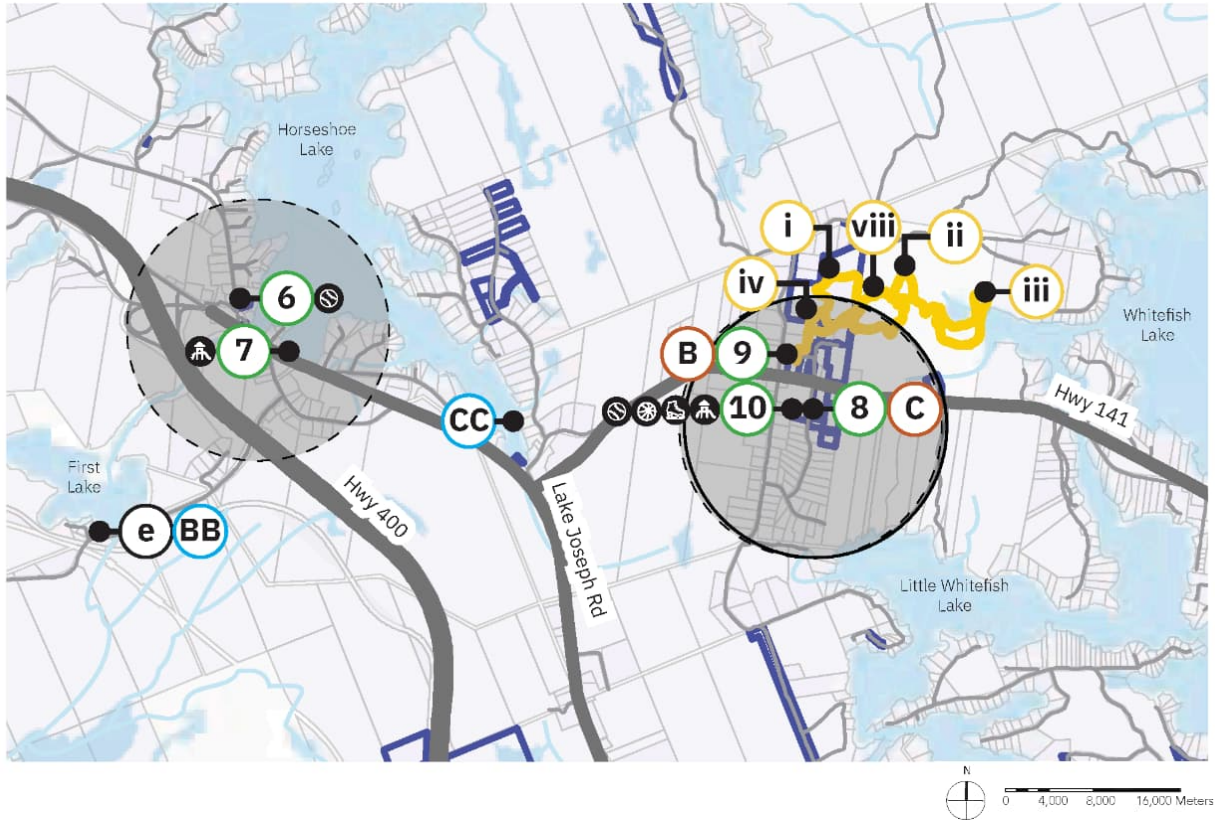 Horseshoe
Lake
i
viii
ii
iv
iii
6
7
B
9
Whitefish
Lake
CC
10
8
C
Hwy 141
First
Lake
Hwy 400
Lake Joseph Rd
e
BB
Little Whitefish
Lake
N
0 4,000 8,000 16,000 Meters